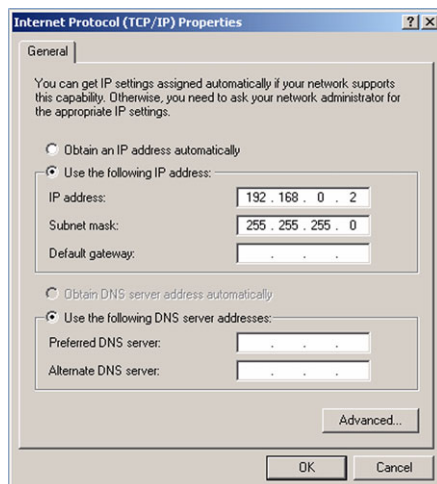 Internet Protocol (TCP/IP) Properties
General
You can get IP settings assigned automatically if your network supports
this capability. Otherwise, you need to ask your network administrator for
the appropriate IP settings.
Obtain an IP address automatically
Use the following IP address:
IP address: 192 . 168 . 0 . 2
Subnet mask: 255 . 255 . 255 . 0
Default gateway: . . .
Obtain DNS server address automatically
Use the following DNS server addresses:
Preferred DNS server: . . .
Alternate DNS server: . . .
Advanced...
OK Cancel